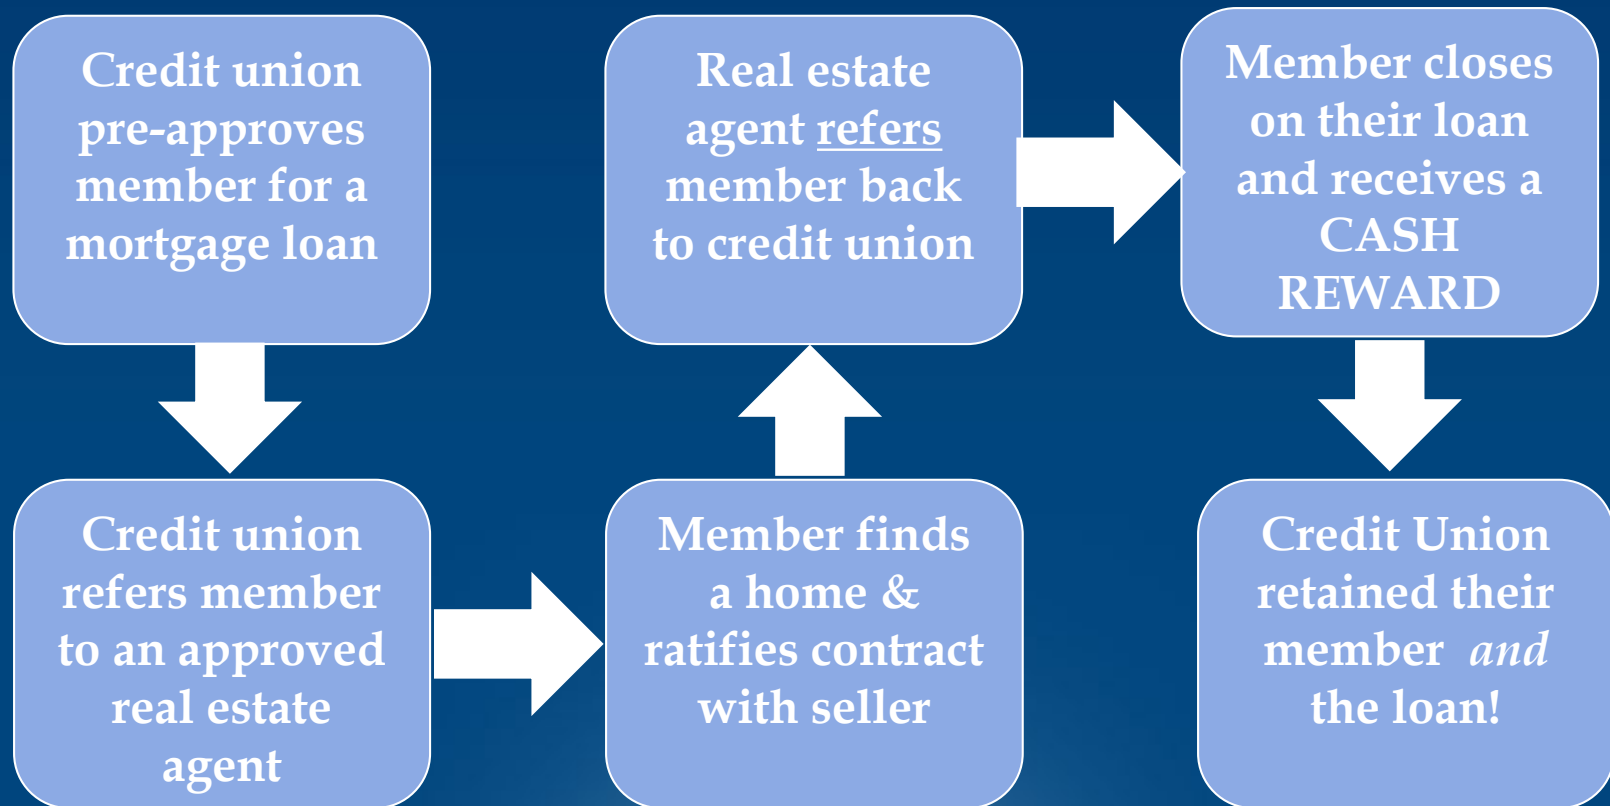 Credit union
pre-approves
member for a
mortgage loan
Credit union
refers member
to an approved
real estate
agent
Member finds
a home &
ratifies contract
with seller
Real estate
agent refers
member back
to credit union
Member closes
on their loan
and receives a
CASH
REWARD
Credit Union
retained their
member and
the loan!